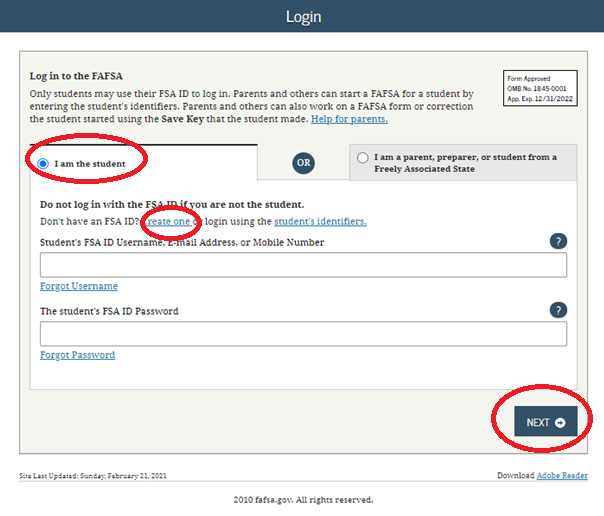 Login
Log in to the FAFSA
Only students may use their FSA ID to log in. Parents and others can start a FAFSA for a student by
entering the student's identifiers. Parents and others can also work on a FAFSA form or correction
the student started using the Save Key that the student made. Help for parents.
Form Approved
OMB No. 1845-0001
App. Exp. 12/31/2022
I am the student
OR
I am a parent, preparer, or student from a
Freely Associated State
Do not log in with the FSA ID if you are not the student.
Don't have an FSA ID? Create one or login using the student's identifiers.
Student's FSA ID Username, E-mail Address, or Mobile Number
?
Forgot Username
The student's FSA ID Password
?
Forgot Password
NEXT
Site Last Updated: Sunday, February 21, 2021
Download Adobe Reader
2010 fafsa.gov. All rights reserved.